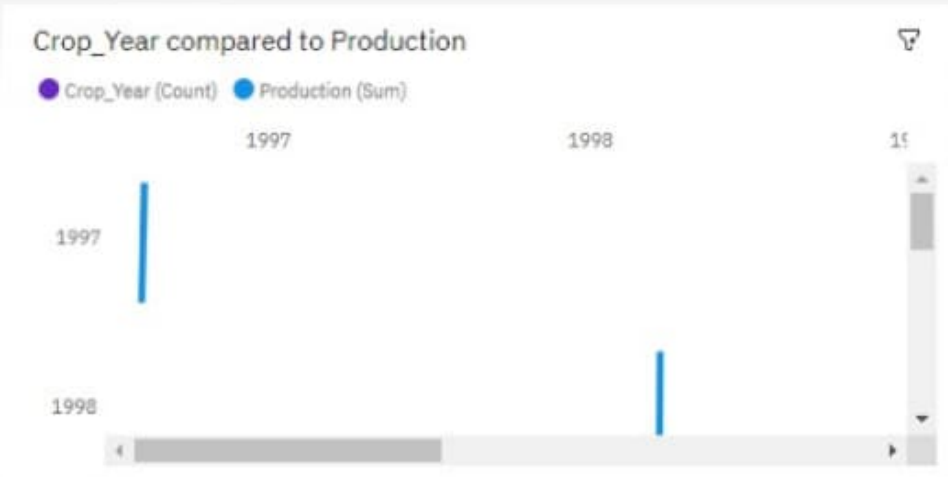 Crop_Year compared to Production
Crop_Year (Count) Production (Sum)
1997 1998
1997
1998